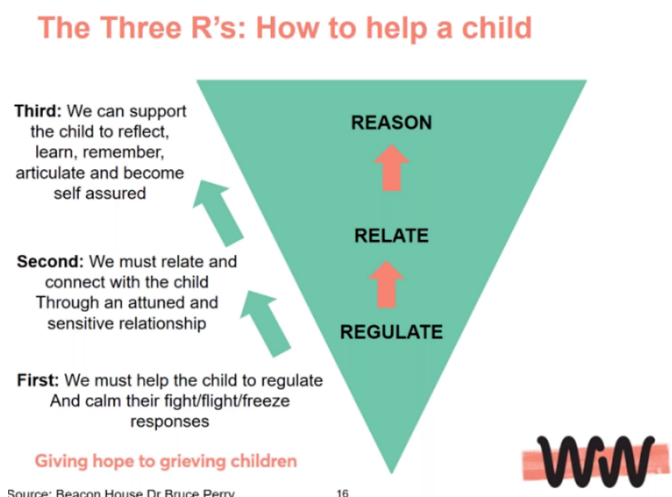 The Three R's: How to help a child
Third: We can support
the child to reflect,
learn, remember,
articulate and become
self assured
REASON
RELATE
Second: We must relate and
connect with the child
Through an attuned and
sensitive relationship
REGULATE
First: We must help the child to regulate
And calm their fight/flight/freeze
responses
Giving hope to grieving children
WW
Source: Beacon House Dr Bruce Perry
16